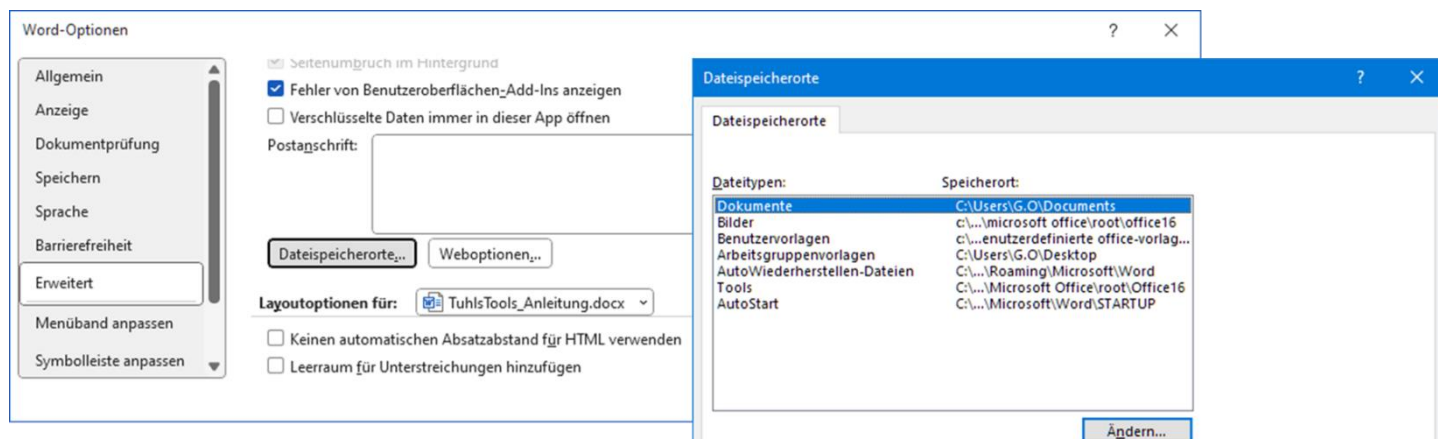 Word-Optionen
?
Allgemein
Anzeige
Dokumentprüfung
Speichern
Sprache
Barrierefreiheit
Erweitert
Menüband anpassen
Symbolleiste anpassen
Seitenumbruch im Hintergrund
Fehler von Benutzeroberflächen-Add-Ins anzeigen
Verschlüsselte Daten immer in dieser App öffnen
Postanschrift:
Dateispeicherorte... Weboptionen...
Layoutoptionen für: TuhlsTools_Anleitung.docx
Keinen automatischen Absatzabstand für HTML verwenden
Leerraum für Unterstreichungen hinzufügen
Dateispeicherorte ?
Dateispeicherorte
Dateitypen: Speicherort:
Dokumente C:\Users\G.O\Documents
Bilder c:\...\microsoft office\root\office16
Benutzervorlagen c:\...enutzerdefinierte office-vorlag...
Arbeitsgruppenvorlagen C:\Users\G.O\Desktop
AutoWiederherstellen-Dateien C:\...\Roaming\Microsoft\Word
Tools C:\...\Microsoft Office\root\Office16
AutoStart C:\...\Microsoft\Word\STARTUP
Ändern...